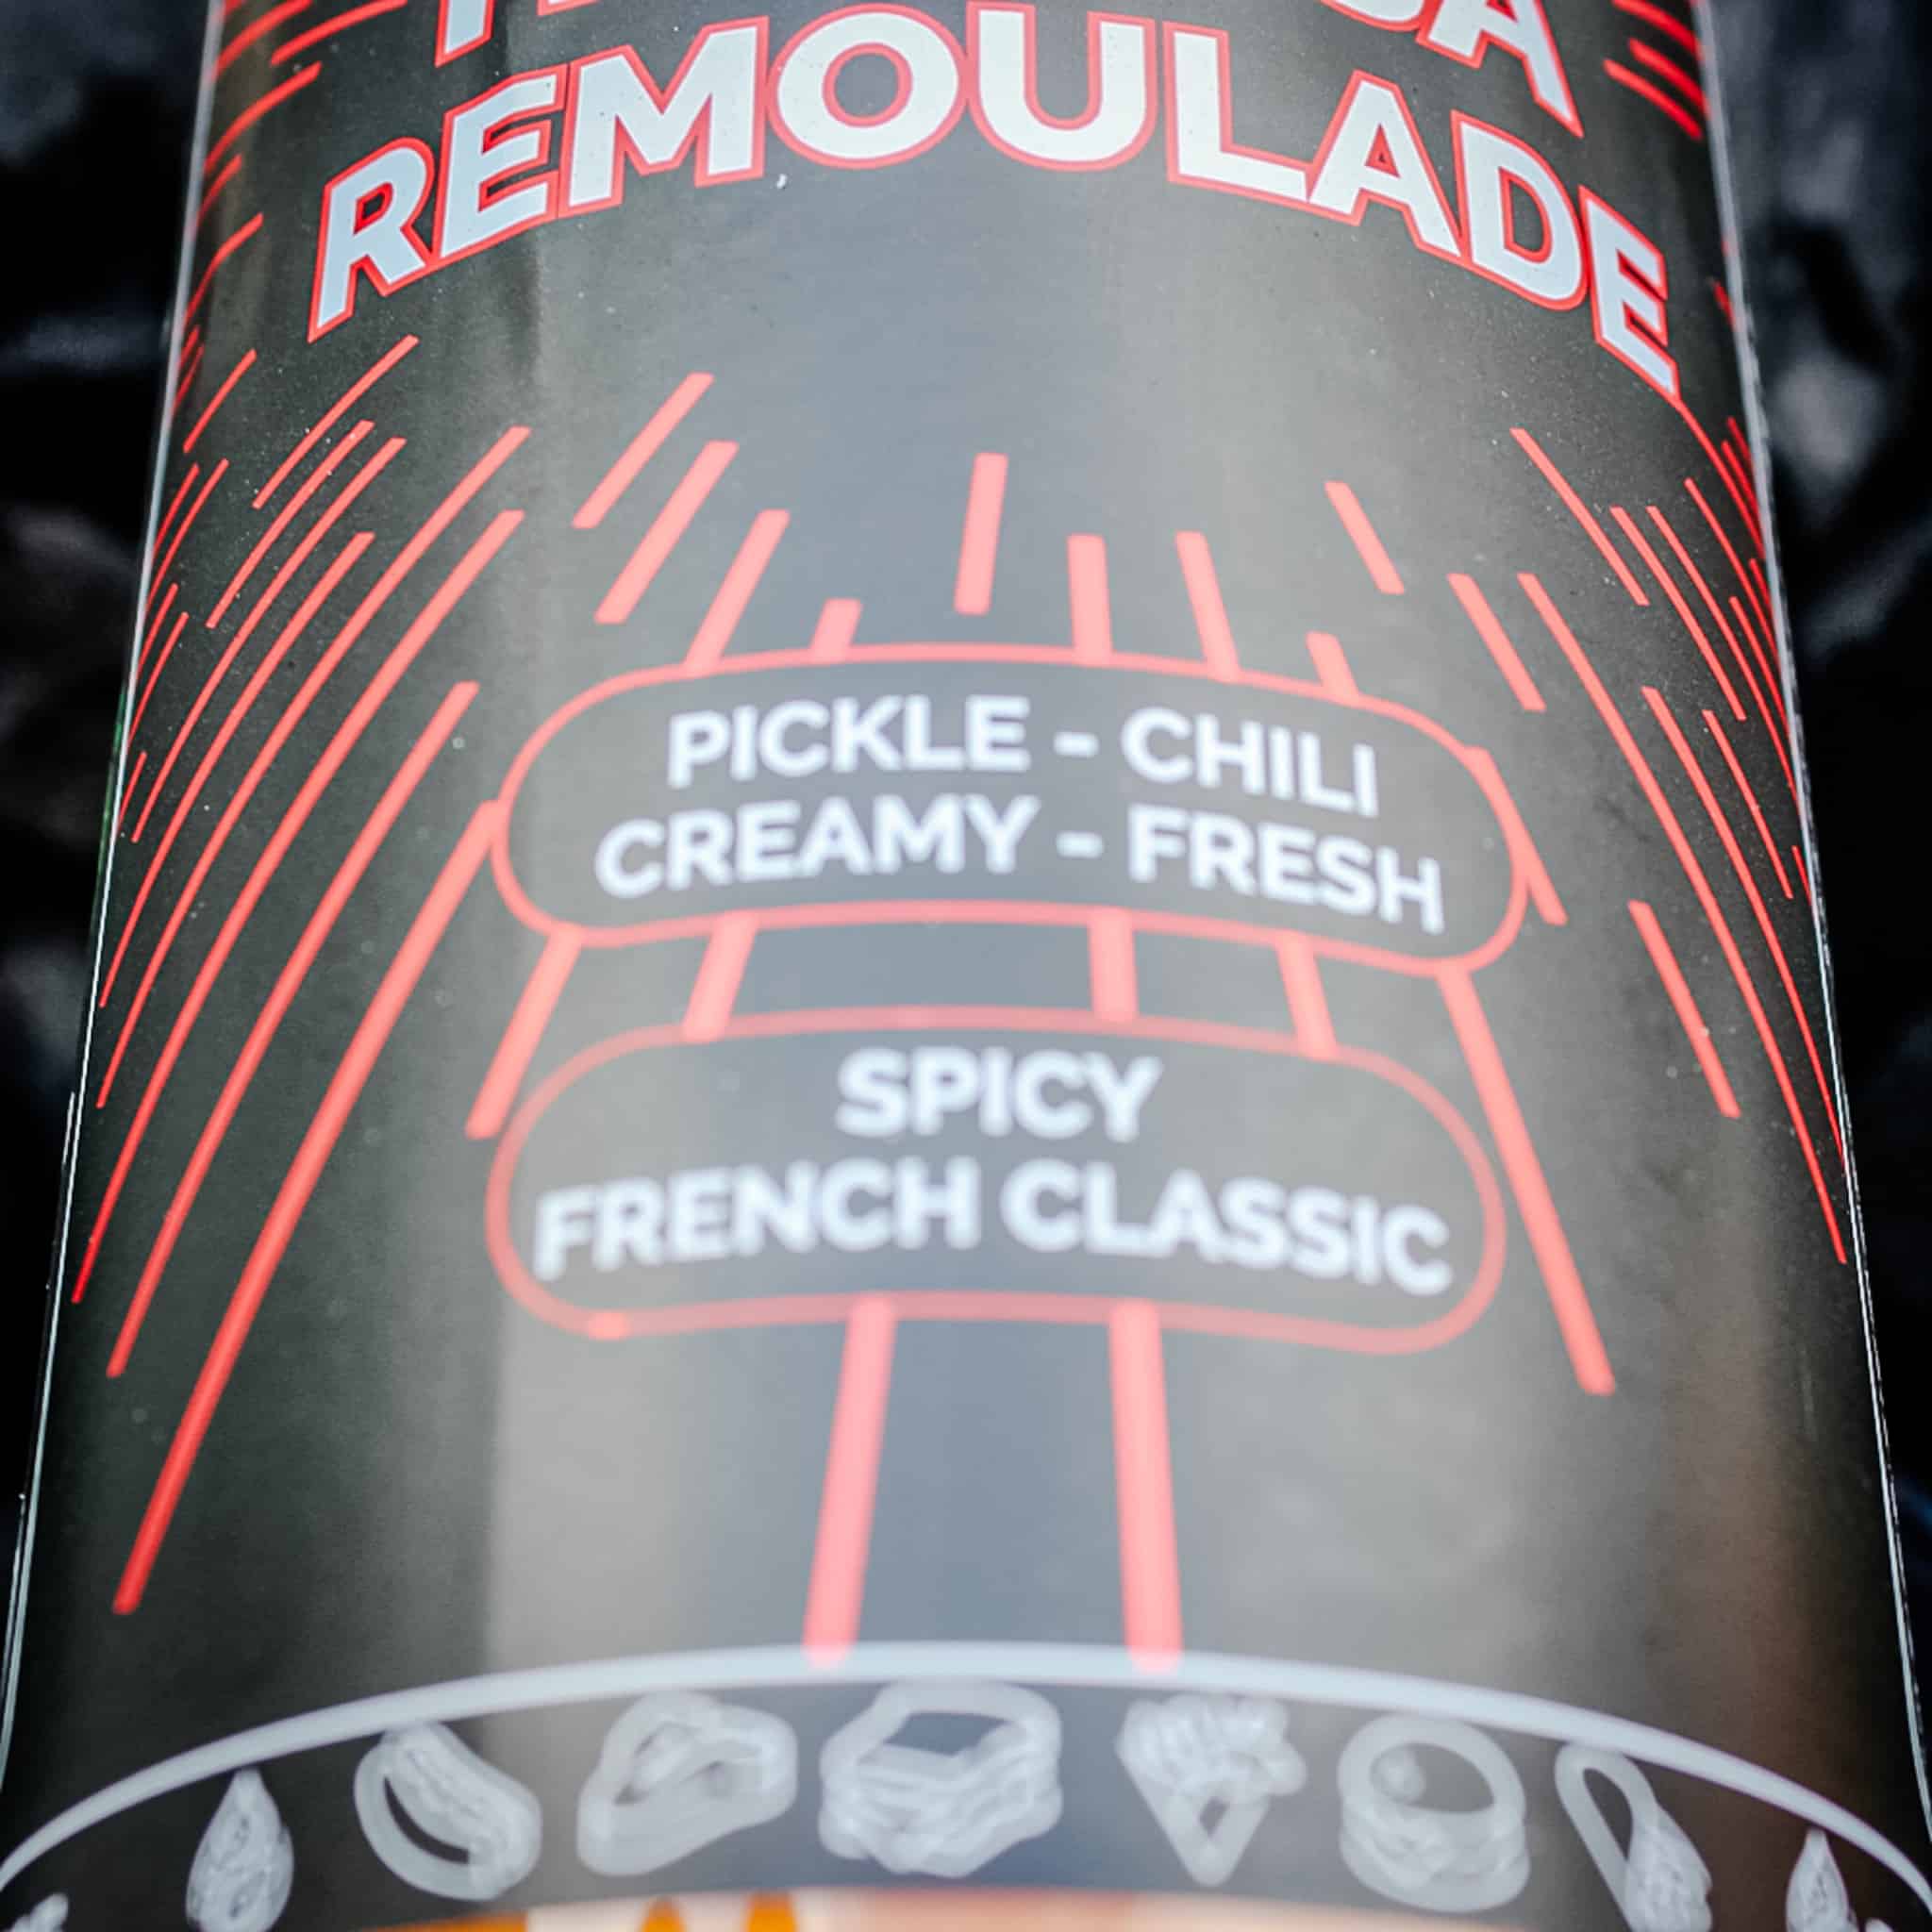 REMOULADE
PICKLE - CHILI
CREAMY - FRESH
SPICY
FRENCH CLASSIC